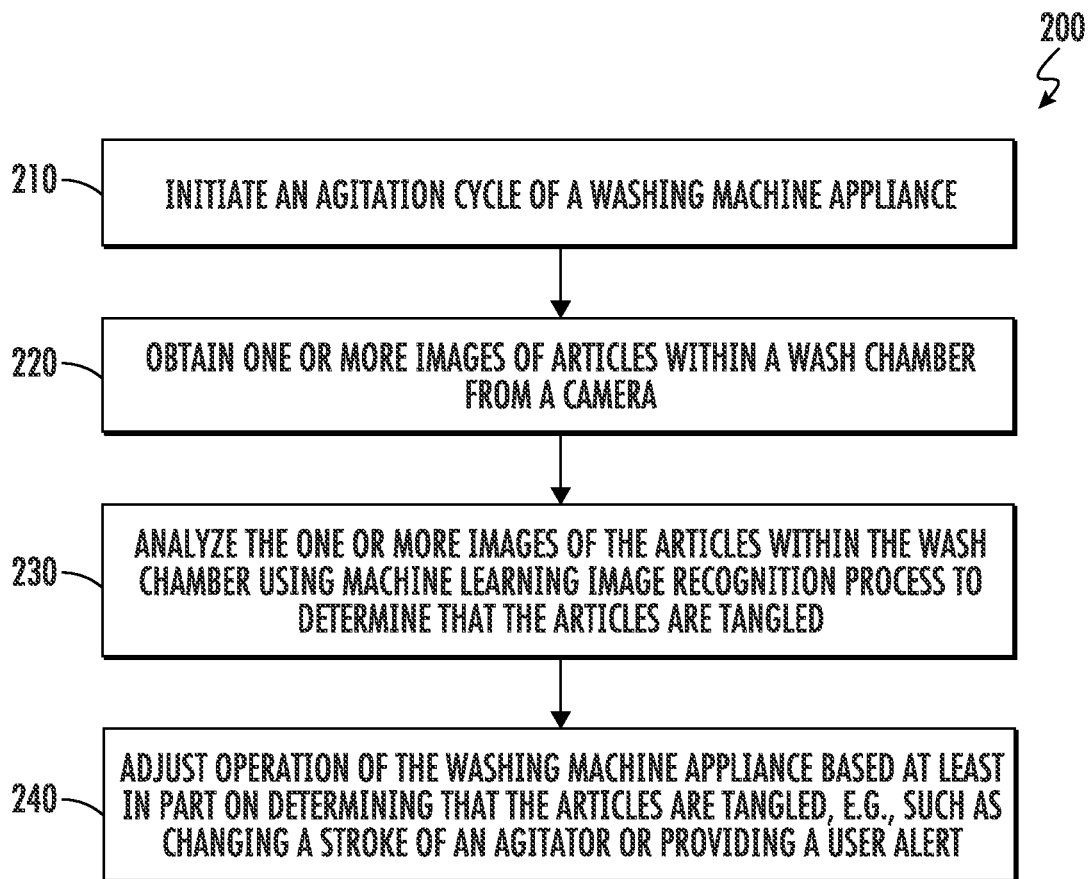 200
210
INITIATE AN AGITATION CYCLE OF A WASHING MACHINE APPLIANCE
220
OBTAIN ONE OR MORE IMAGES OF ARTICLES WITHIN A WASH CHAMBER
FROM A CAMERA
230
ANALYZE THE ONE OR MORE IMAGES OF THE ARTICLES WITHIN THE WASH
CHAMBER USING MACHINE LEARNING IMAGE RECOGNITION PROCESS TO
DETERMINE THAT THE ARTICLES ARE TANGLED
240
ADJUST OPERATION OF THE WASHING MACHINE APPLIANCE BASED AT LEAST
IN PART ON DETERMINING THAT THE ARTICLES ARE TANGLED, E.G., SUCH AS
CHANGING A STROKE OF AN AGITATOR OR PROVIDING A USER ALERT